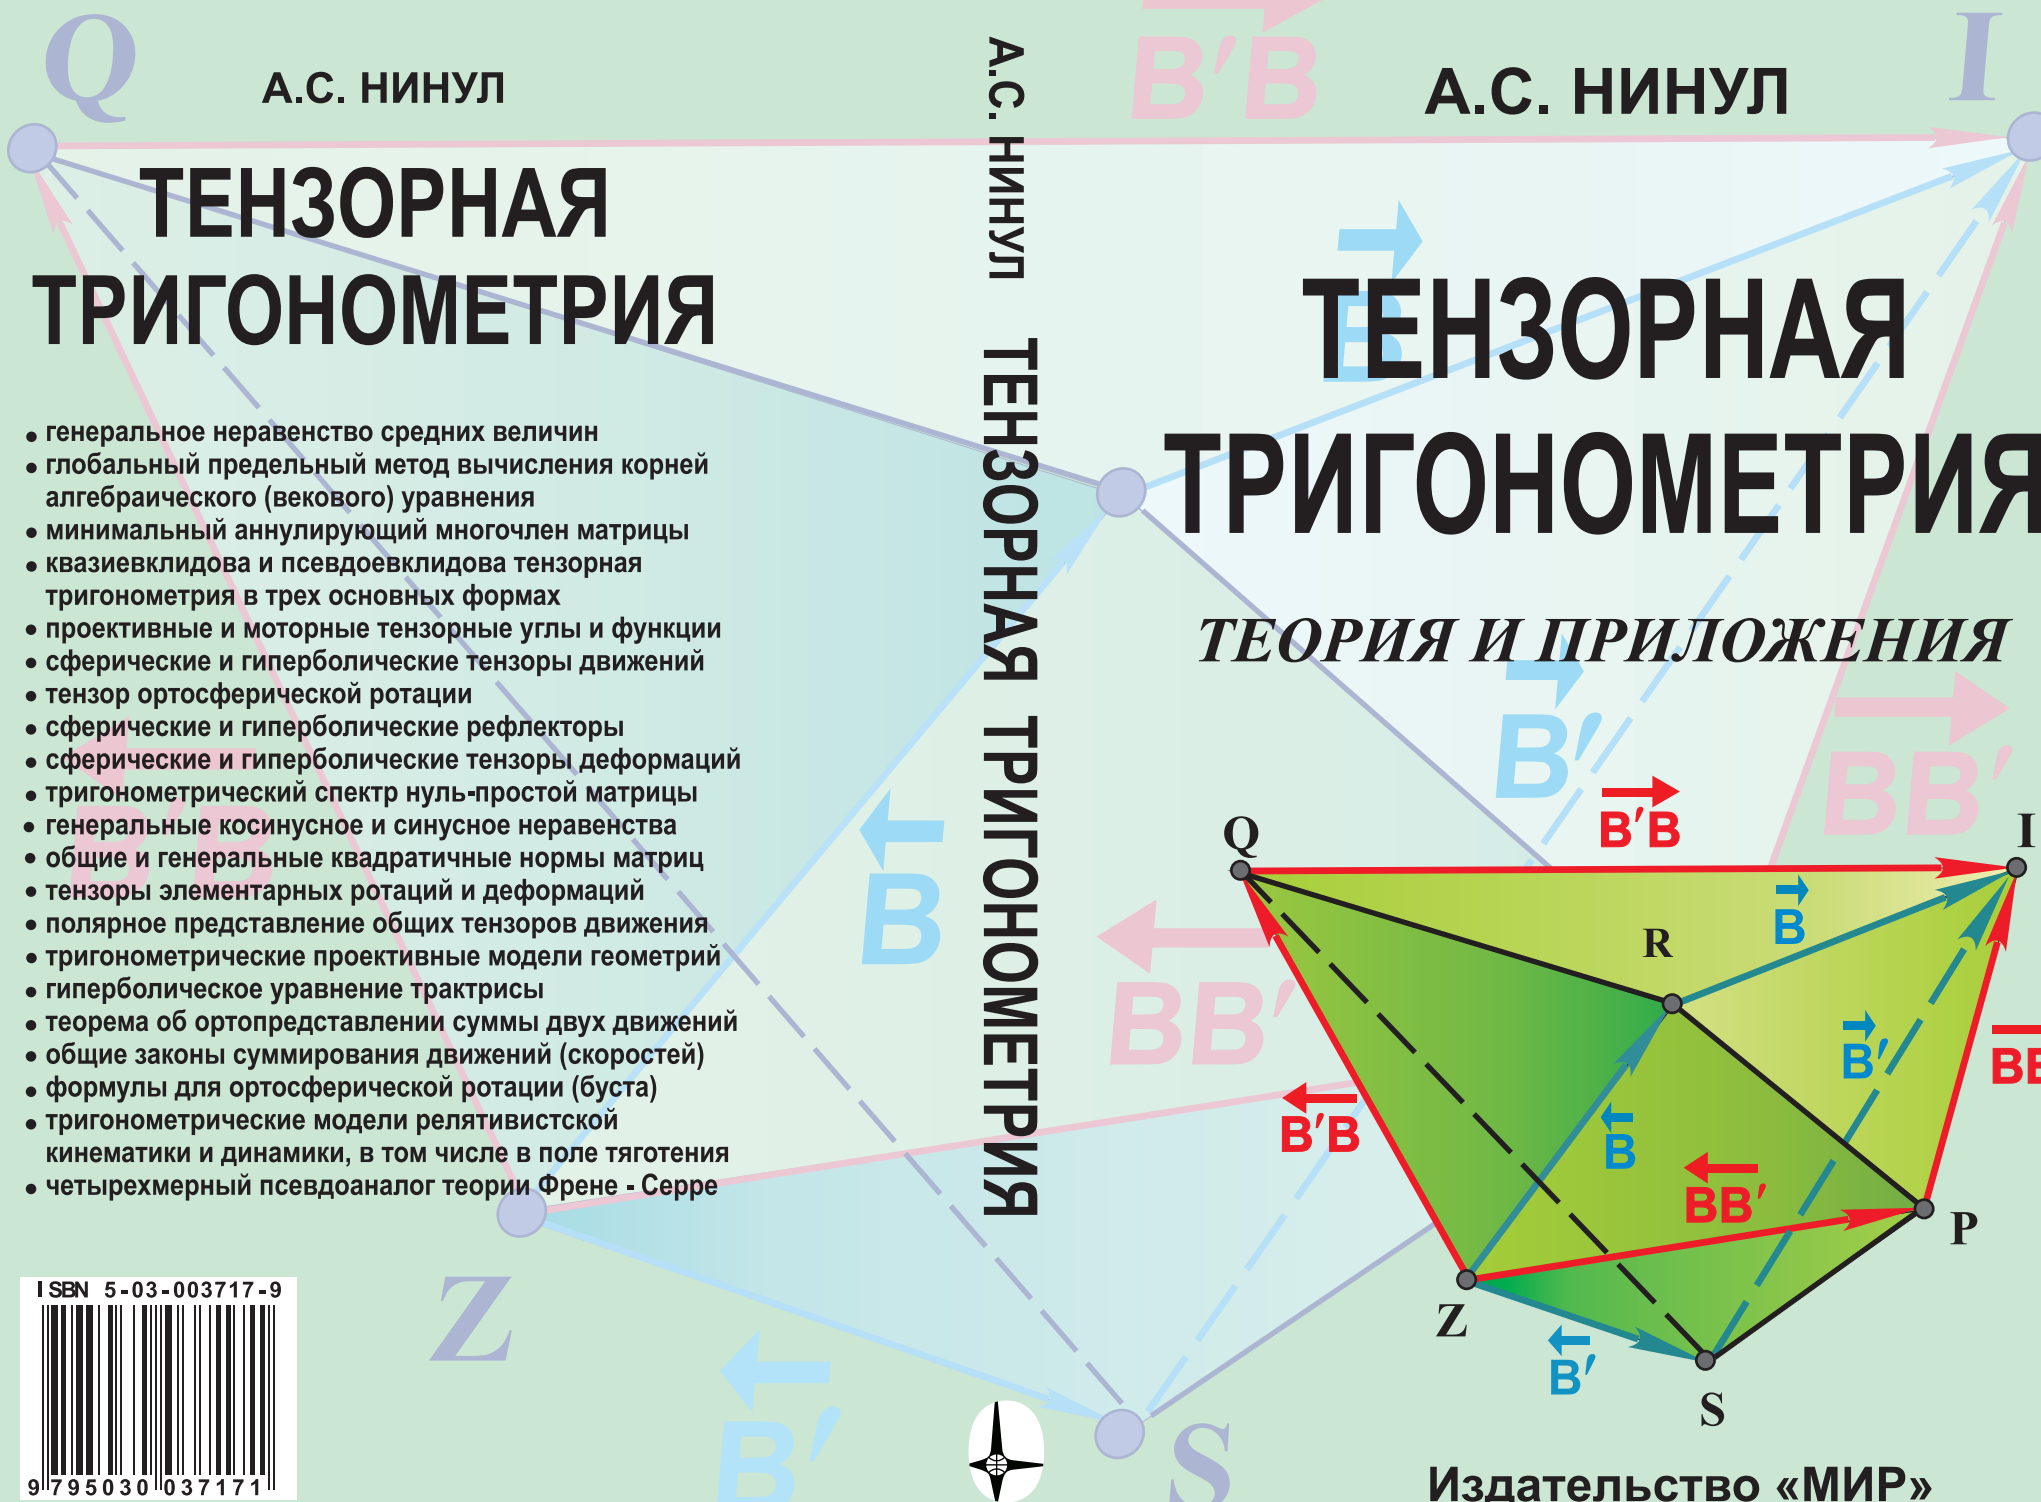 А.С. НИНУЛ
ТЕНЗОРНАЯ
ТРИГОНОМЕТРИЯ
• генеральное неравенство средних величин
• глобальный предельный метод вычисления корней
алгебраического (векового) уравнения
• минимальный аннулирующий многочлен матрицы
• квазиевклидова и псевдоевклидова тензорная
тригонометрия в трех основных формах
• проективные и моторные тензорные углы и функции
• сферические и гиперболические тензоры движений
• тензор ортосферической ротации
• сферические и гиперболические рефлекторы
• сферические и гиперболические тензоры деформаций
• тригонометрический спектр нуль-простой матрицы
• генеральные косинусное и синусное неравенства
• общие и генеральные квадратичные нормы матриц
• тензоры элементарных ротаций и деформаций
• полярное представление общих тензоров движения
• тригонометрические проективные модели геометрий
• гиперболическое уравнение трактрисы
• теорема об ортопредставлении суммы двух движений
• общие законы суммирования движений (скоростей)
• формулы для ортосферической ротации (буста)
• тригонометрические модели релятивистской
кинематики и динамики, в том числе в поле тяготения
• четырехмерный псевдоаналог теории Френе - Серре
ISBN 5-03-003717-9
9 795030 037171
Q
B′B
Z
B
B′
S
А.С. НИНУЛ ТЕНЗОРНАЯ ТРИГОНОМЕТРИЯ
B′B
I
B
B′
BB′
BB′
А.С. НИНУЛ
ТЕНЗОРНАЯ
ТРИГОНОМЕТРИЯ
ТЕОРИЯ И ПРИЛОЖЕНИЯ
Q
B′B
I
B
R
B′
B′B
B
BB′
P
Z
B′
S
Издательство «МИР»